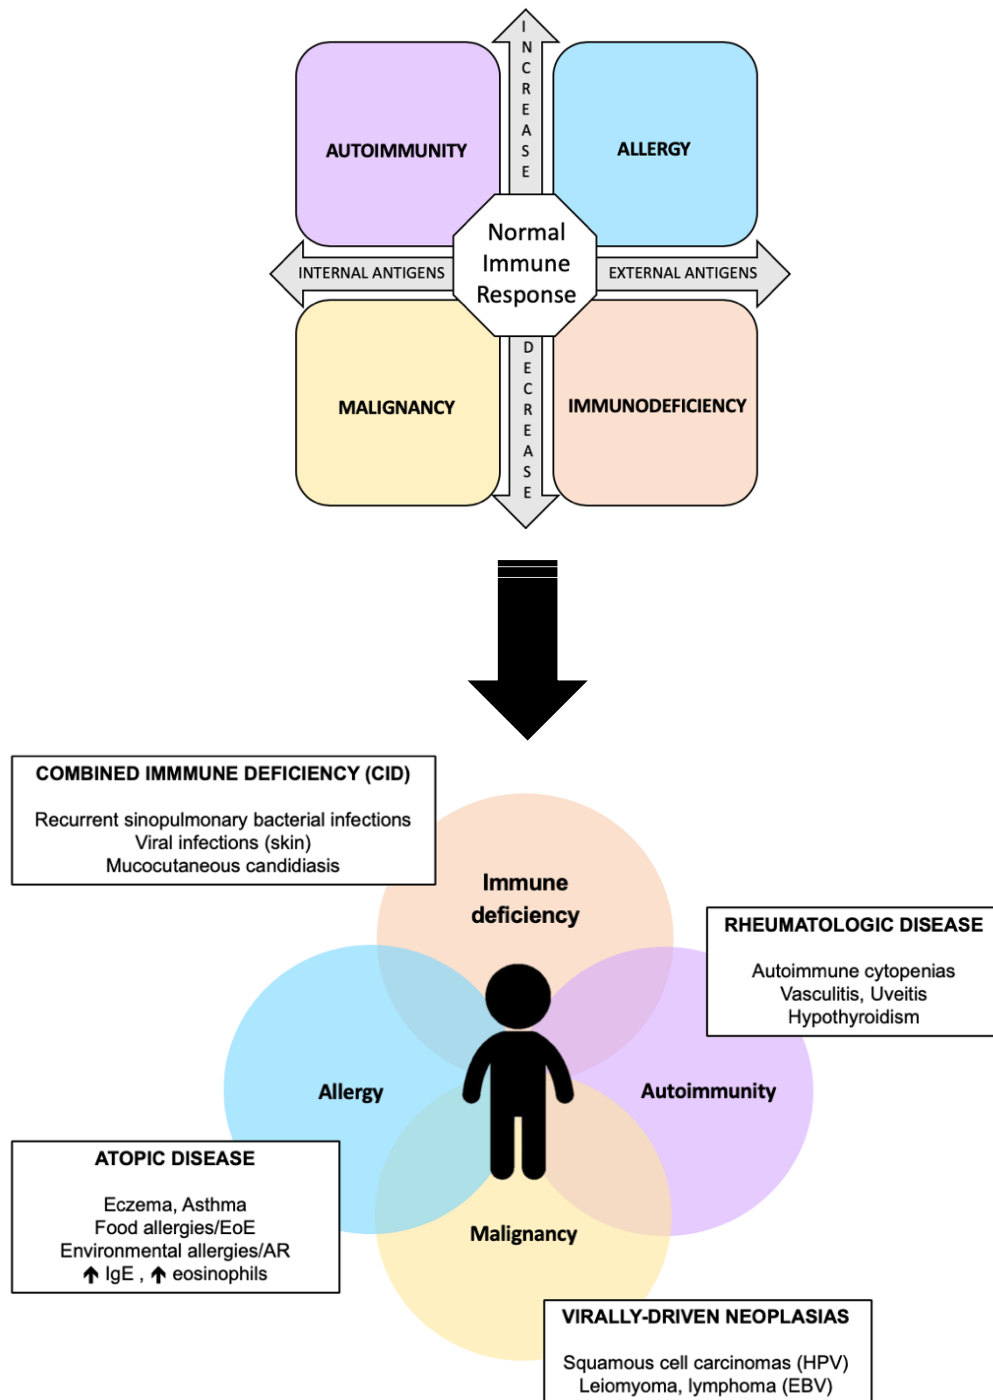 INCREASE
AUTOIMMUNITY
ALLERGY
Normal
Immune
Response
INTERNAL ANTIGENS
EXTERNAL ANTIGENS
MALIGNANCY
IMMUNODEFICIENCY
DECREASE
COMBINED IMMMUNE DEFICIENCY (CID)
Recurrent sinopulmonary bacterial infections
Viral infections (skin)
Mucocutaneous candidiasis
Immune
deficiency
RHEUMATOLOGIC DISEASE
Autoimmune cytopenias
Vasculitis, Uveitis
Hypothyroidism
Allergy
Autoimmunity
ATOPIC DISEASE
Eczema, Asthma
Food allergies/EoE
Environmental allergies/AR
↑ IgE , ↑ eosinophils
Malignancy
VIRALLY-DRIVEN NEOPLASIAS
Squamous cell carcinomas (HPV)
Leiomyoma, lymphoma (EBV)